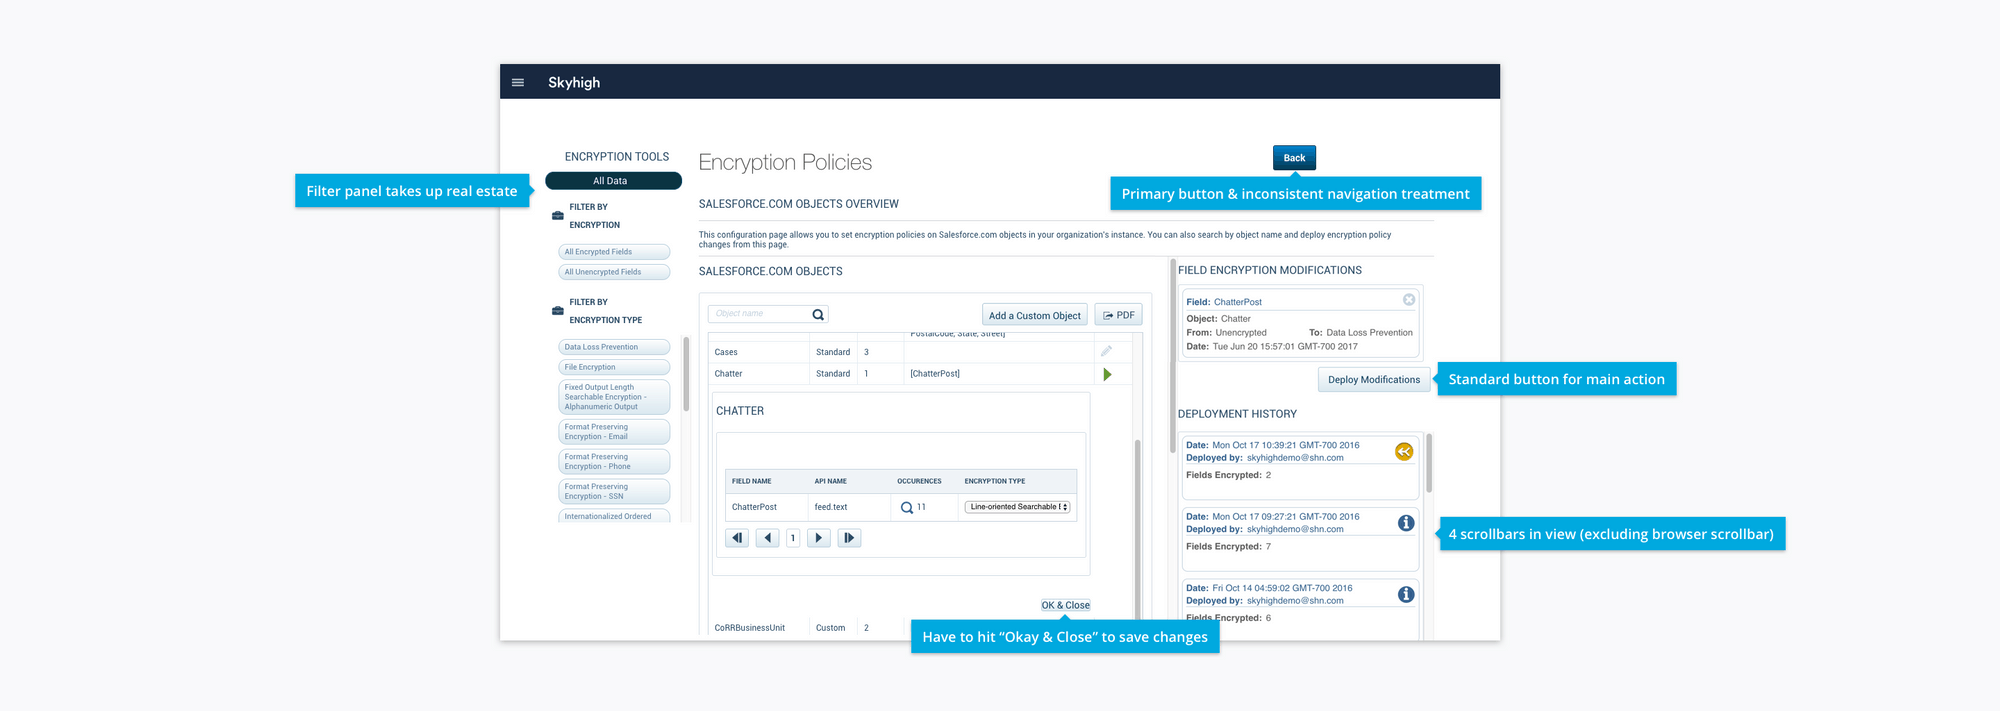 Skyhigh
ENCRYPTION TOOLS
All Data
Filter panel takes up real estate
FILTER BY
ENCRYPTION
All Encrypted Fields
All Unencrypted Fields
FILTER BY
ENCRYPTION TYPE
Data Loss Prevention
File Encryption
Fixed Output Length
Searchable Encryption -
Alphanumeric Output
Format Preserving
Encryption - Email
Format Preserving
Encryption - Phone
Format Preserving
Encryption - SSN
Internationalized Ordered
Encryption Policies
Back
Primary button & inconsistent navigation treatment
SALESFORCE.COM OBJECTS OVERVIEW
This configuration page allows you to set encryption policies on Salesforce.com objects in your organization's instance. You can also search by object name and deploy encryption policy
changes from this page.
SALESFORCE.COM OBJECTS
Object name
Add a Custom Object
PDF
PostalCode, State, Street]
Cases Standard 3
Chatter Standard 1 [ChatterPost]
CHATTER
FIELD NAME API NAME OCCURENCES ENCRYPTION TYPE
ChatterPost feed.text 11 Line-oriented Searchable E
1
OK & Close
CoRRBusinessUnit Custom 2
Have to hit “Okay & Close” to save changes
FIELD ENCRYPTION MODIFICATIONS
Field: ChatterPost
Object: Chatter
From: Unencrypted To: Data Loss Prevention
Date: Tue Jun 20 15:57:01 GMT-700 2017
Deploy Modifications
Standard button for main action
DEPLOYMENT HISTORY
Date: Mon Oct 17 10:39:21 GMT-700 2016
Deployed by: skyhighdemo@shn.com
Fields Encrypted: 2
Date: Mon Oct 17 09:27:21 GMT-700 2016
Deployed by: skyhighdemo@shn.com
Fields Encrypted: 7
4 scrollbars in view (excluding browser scrollbar)
Date: Fri Oct 14 04:59:02 GMT-700 2016
Deployed by: skyhighdemo@shn.com
Fields Encrypted: 6